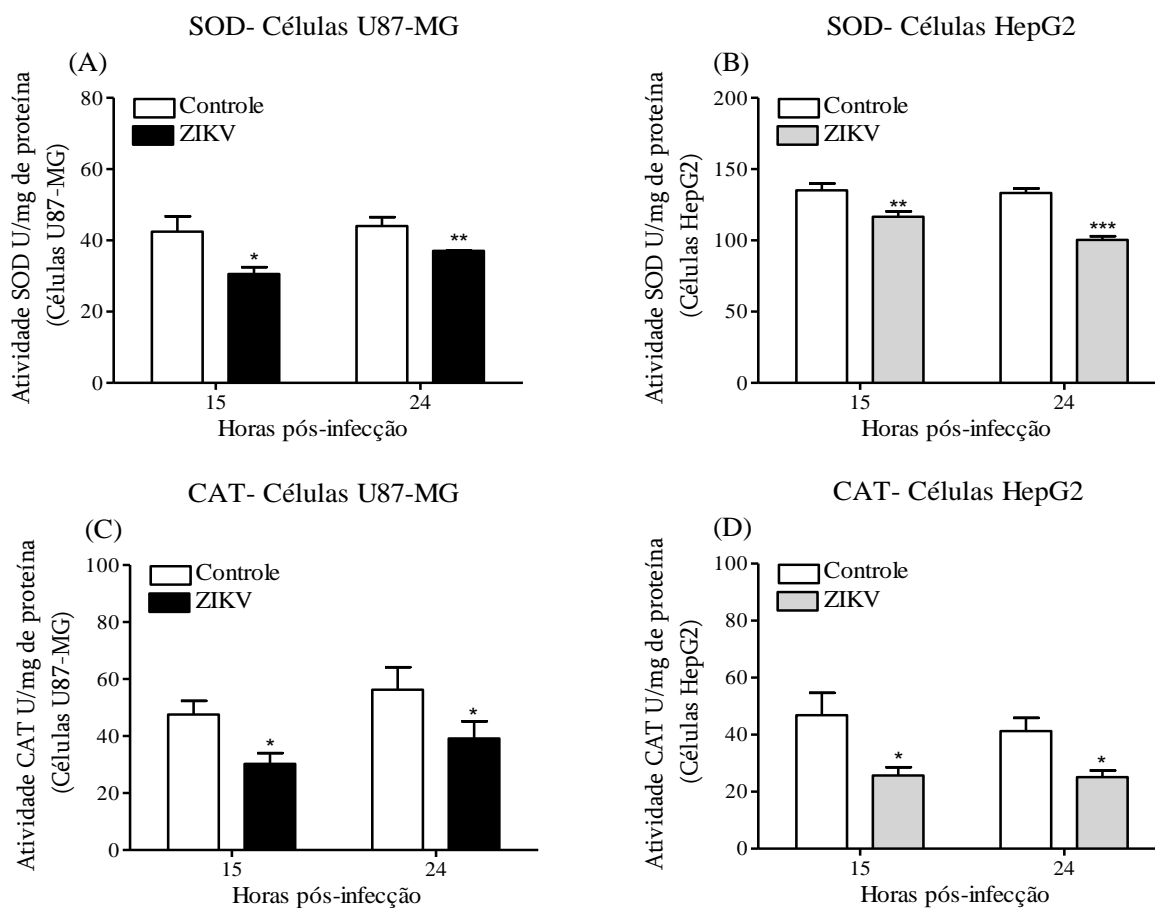 SOD- Células U87-MG
(A)
Atividade SOD U/mg de proteína
(Células U87-MG)
80
60
40
20
0
Controle
ZIKV
*
**
15
24
Horas pós-infecção
SOD- Células HepG2
(B)
Atividade SOD U/mg de proteína
(Células HepG2)
200
150
100
50
0
Controle
ZIKV
**
***
15
24
Horas pós-infecção
CAT- Células U87-MG
(C)
Atividade CAT U/mg de proteína
(Células U87-MG)
100
80
60
40
20
0
Controle
ZIKV
*
*
15
24
Horas pós-infecção
CAT- Células HepG2
(D)
Atividade CAT U/mg de proteína
(Células HepG2)
100
80
60
40
20
0
Controle
ZIKV
*
*
15
24
Horas pós-infecção